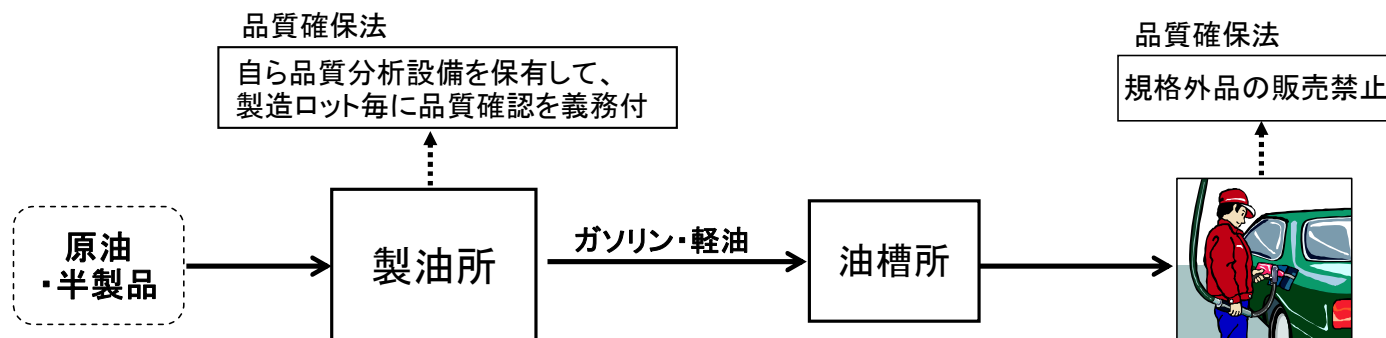 品質確保法
自ら品質分析設備を保有して、
製造ロット毎に品質確認を義務付
品質確保法
規格外品の販売禁止
原油
・半製品
製油所
ガソリン・軽油
油槽所